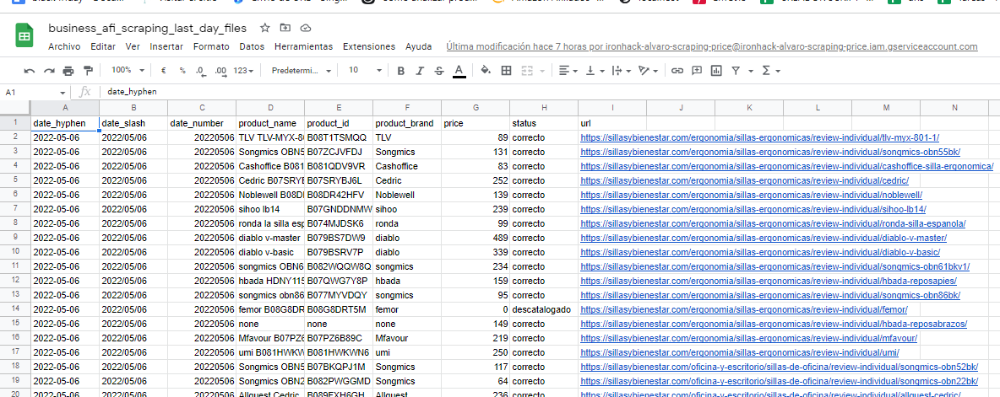 business_afi_scraping_last_day_files
Archivo Editar Ver Insertar Formato Datos Herramientas Extensiones Ayuda Última modificación hace 7 horas por ironhack-alvaro-scraping-price@ironhack-alvaro-scraping-price.iam.gserviceaccount.com
100% € % .0 .00 123 Predetermi... 10 B I S A
A1 fx date_hyphen
A B C D E F G H I J K L M N
1 date_hyphen date_slash date_number product_name product_id product_brand price status url
2 2022-05-06 2022/05/06 20220506 TLV TLV-MYX-8 B08T1TSMQQ TLV 89 correcto https://sillasybienestar.com/ergonomia/sillas-ergonomicas/review-individual/tlv-myx-801-1/
3 2022-05-06 2022/05/06 20220506 Songmics OBN5 B07ZCJVFDJ Songmics 131 correcto https://sillasybienestar.com/ergonomia/sillas-ergonomicas/review-individual/songmics-obn55bk/
4 2022-05-06 2022/05/06 20220506 Cashoffice B081 B081QDV9VR Cashoffice 83 correcto https://sillasybienestar.com/ergonomia/sillas-ergonomicas/review-individual/cashoffice-silla-ergonomica/
5 2022-05-06 2022/05/06 20220506 Cedric B07SRYB B07SRYBJ6L Cedric 252 correcto https://sillasybienestar.com/ergonomia/sillas-ergonomicas/review-individual/cedric/
6 2022-05-06 2022/05/06 20220506 Noblewell B08D B08DR42HFV Noblewell 139 correcto https://sillasybienestar.com/ergonomia/sillas-ergonomicas/review-individual/noblewell/
7 2022-05-06 2022/05/06 20220506 sihoo lb14 B07GNDDNMW sihoo 239 correcto https://sillasybienestar.com/ergonomia/sillas-ergonomicas/review-individual/sihoo-lb14/
8 2022-05-06 2022/05/06 20220506 ronda la silla esp B074MJDSK6 ronda 99 correcto https://sillasybienestar.com/ergonomia/sillas-ergonomicas/review-individual/ronda-silla-espanola/
9 2022-05-06 2022/05/06 20220506 diablo v-master B079BS7DW9 diablo 489 correcto https://sillasybienestar.com/ergonomia/sillas-ergonomicas/review-individual/diablo-v-master/
10 2022-05-06 2022/05/06 20220506 diablo v-basic B079BSRV7P diablo 339 correcto https://sillasybienestar.com/ergonomia/sillas-ergonomicas/review-individual/diablo-v-basic/
11 2022-05-06 2022/05/06 20220506 songmics OBN6 B082WQQW8Q songmics 234 correcto https://sillasybienestar.com/ergonomia/sillas-ergonomicas/review-individual/songmics-obn61bkv1/
12 2022-05-06 2022/05/06 20220506 hbada HDNY115 B07QWG7Y8P hbada 159 correcto https://sillasybienestar.com/ergonomia/sillas-ergonomicas/review-individual/hbada-reposapies/
13 2022-05-06 2022/05/06 20220506 songmics obn86 B077MYVDQY songmics 95 correcto https://sillasybienestar.com/ergonomia/sillas-ergonomicas/review-individual/songmics-obn86bk/
14 2022-05-06 2022/05/06 20220506 femor B08G8DR B08G8DRT5M femor 0 descatalogado https://sillasybienestar.com/ergonomia/sillas-ergonomicas/review-individual/femor/
15 2022-05-06 2022/05/06 20220506 none none none 149 correcto https://sillasybienestar.com/ergonomia/sillas-ergonomicas/review-individual/hbada-reposabrazos/
16 2022-05-06 2022/05/06 20220506 Mfavour B07PZ6 B07PZ6B89C Mfavour 219 correcto https://sillasybienestar.com/ergonomia/sillas-ergonomicas/review-individual/mfavour/
17 2022-05-06 2022/05/06 20220506 umi B081HWKW B081HWKWN6 umi 250 correcto https://sillasybienestar.com/ergonomia/sillas-ergonomicas/review-individual/umi/
18 2022-05-06 2022/05/06 20220506 Songmics OBN5 B07BKQPJ1M Songmics 117 correcto https://sillasybienestar.com/oficina-y-escritorio/sillas-de-oficina/review-individual/songmics-obn52bk/
19 2022-05-06 2022/05/06 20220506 Songmics OBN2 B082PWGGMD Songmics 64 correcto https://sillasybienestar.com/oficina-y-escritorio/sillas-de-oficina/review-individual/songmics-obn22bk/
20 2022-05-06 2022/05/06 20220506 Allguest Cedric B089FXH6GH Allguest 236 correcto